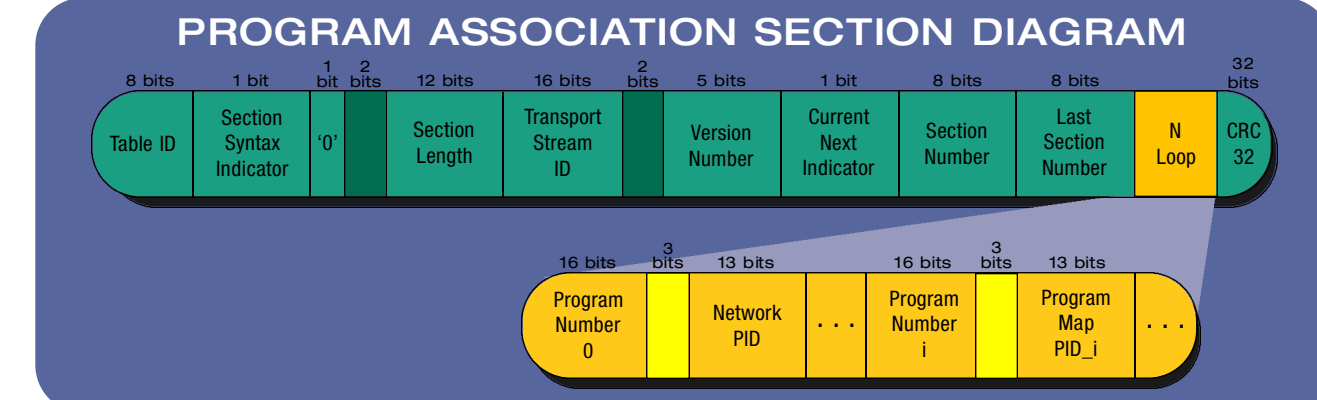 PROGRAM ASSOCIATION SECTION DIAGRAM
8 bits
1 bit
1
bit
2
bits
12 bits
16 bits
2
bits
5 bits
1 bit
8 bits
8 bits
32
bits
Table ID
Section
Syntax
Indicator
‘0’
Section
Length
Transport
Stream
ID
Version
Number
Current
Next
Indicator
Section
Number
Last
Section
Number
N
Loop
CRC
32
16 bits
3
bits
13 bits
16 bits
3
bits
13 bits
Program
Number
0
Network
PID
. . .
Program
Number
i
Program
Map
PID_i
. . .